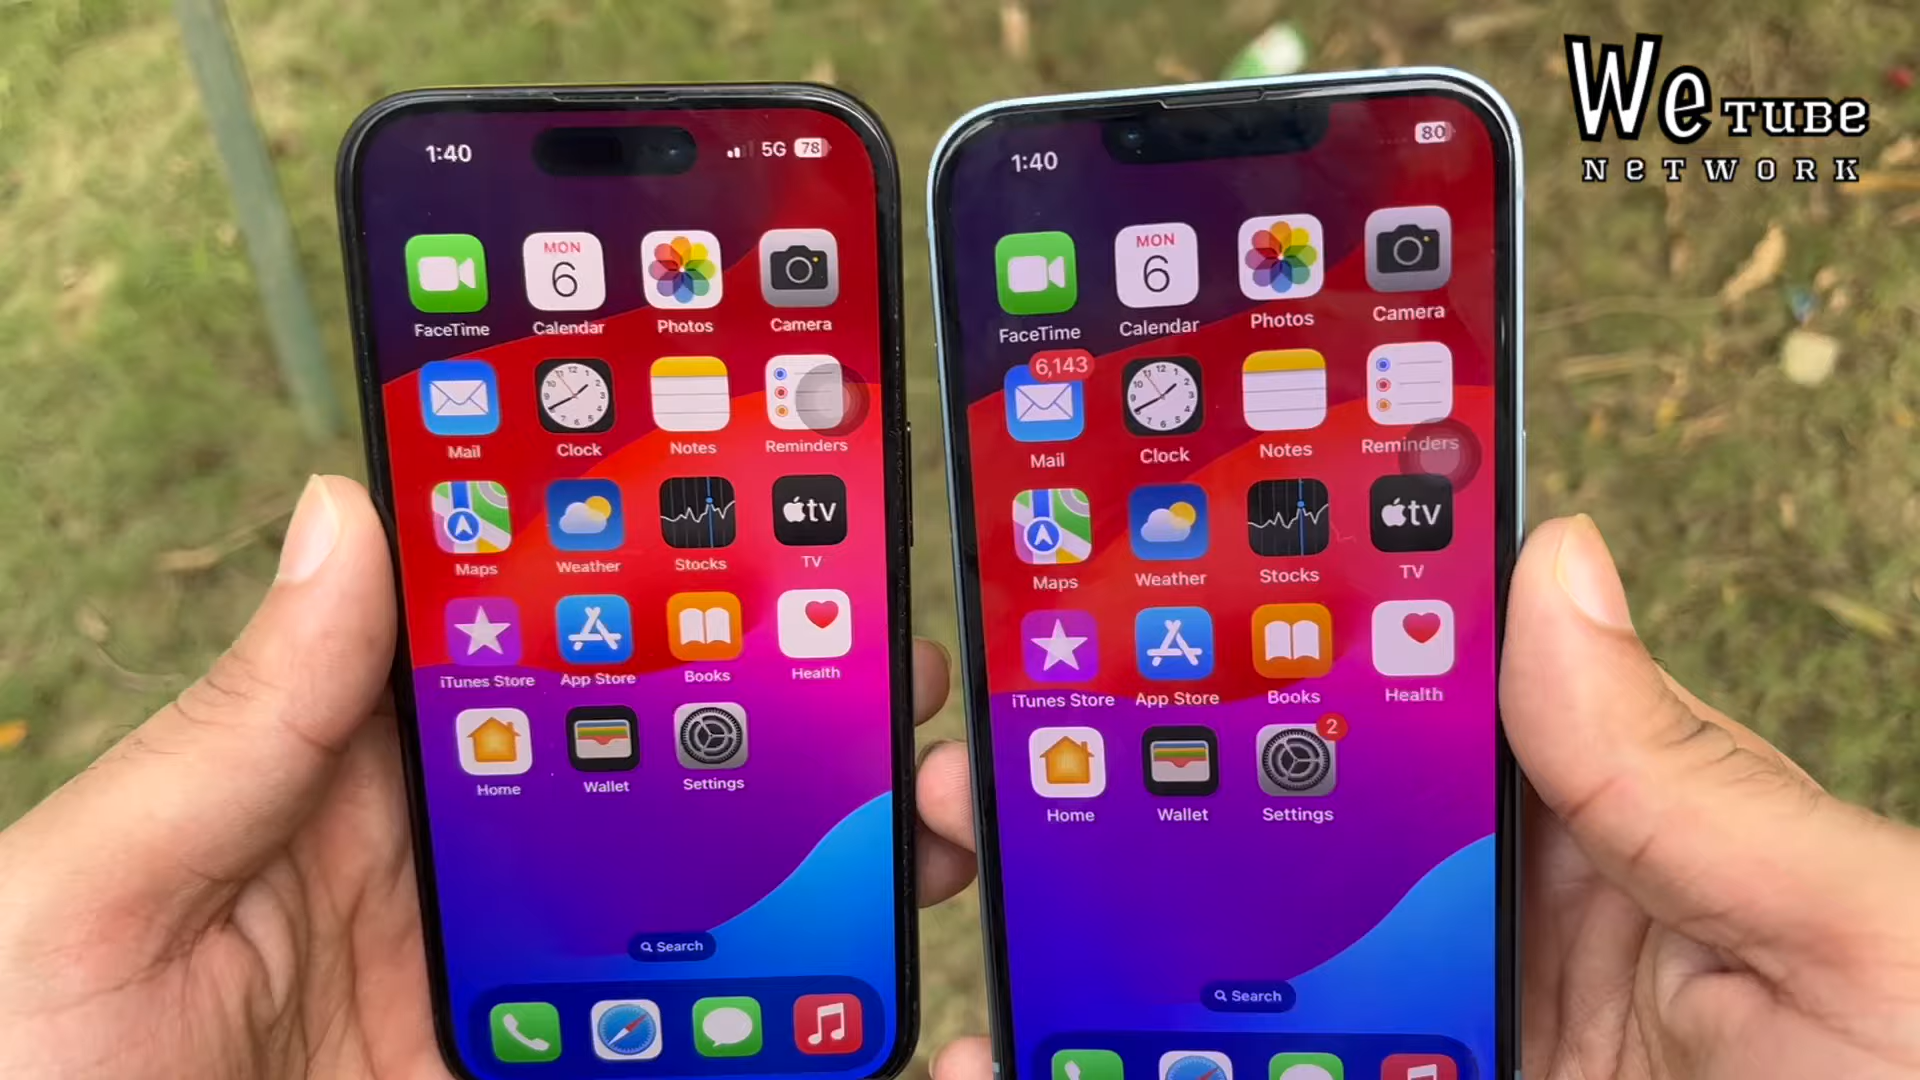 We TUBE
NeTWORK
1:40
5G 78
MON
6
FaceTime Calendar Photos Camera
Mail Clock Notes Reminders
tv
Maps Weather Stocks TV
iTunes Store App Store Books Health
Home Wallet Settings
Search
1:40
80
MON
6
FaceTime Calendar Photos Camera
6,143
Mail Clock Notes Reminders
tv
Maps Weather Stocks TV
iTunes Store App Store Books Health
2
Home Wallet Settings
Search